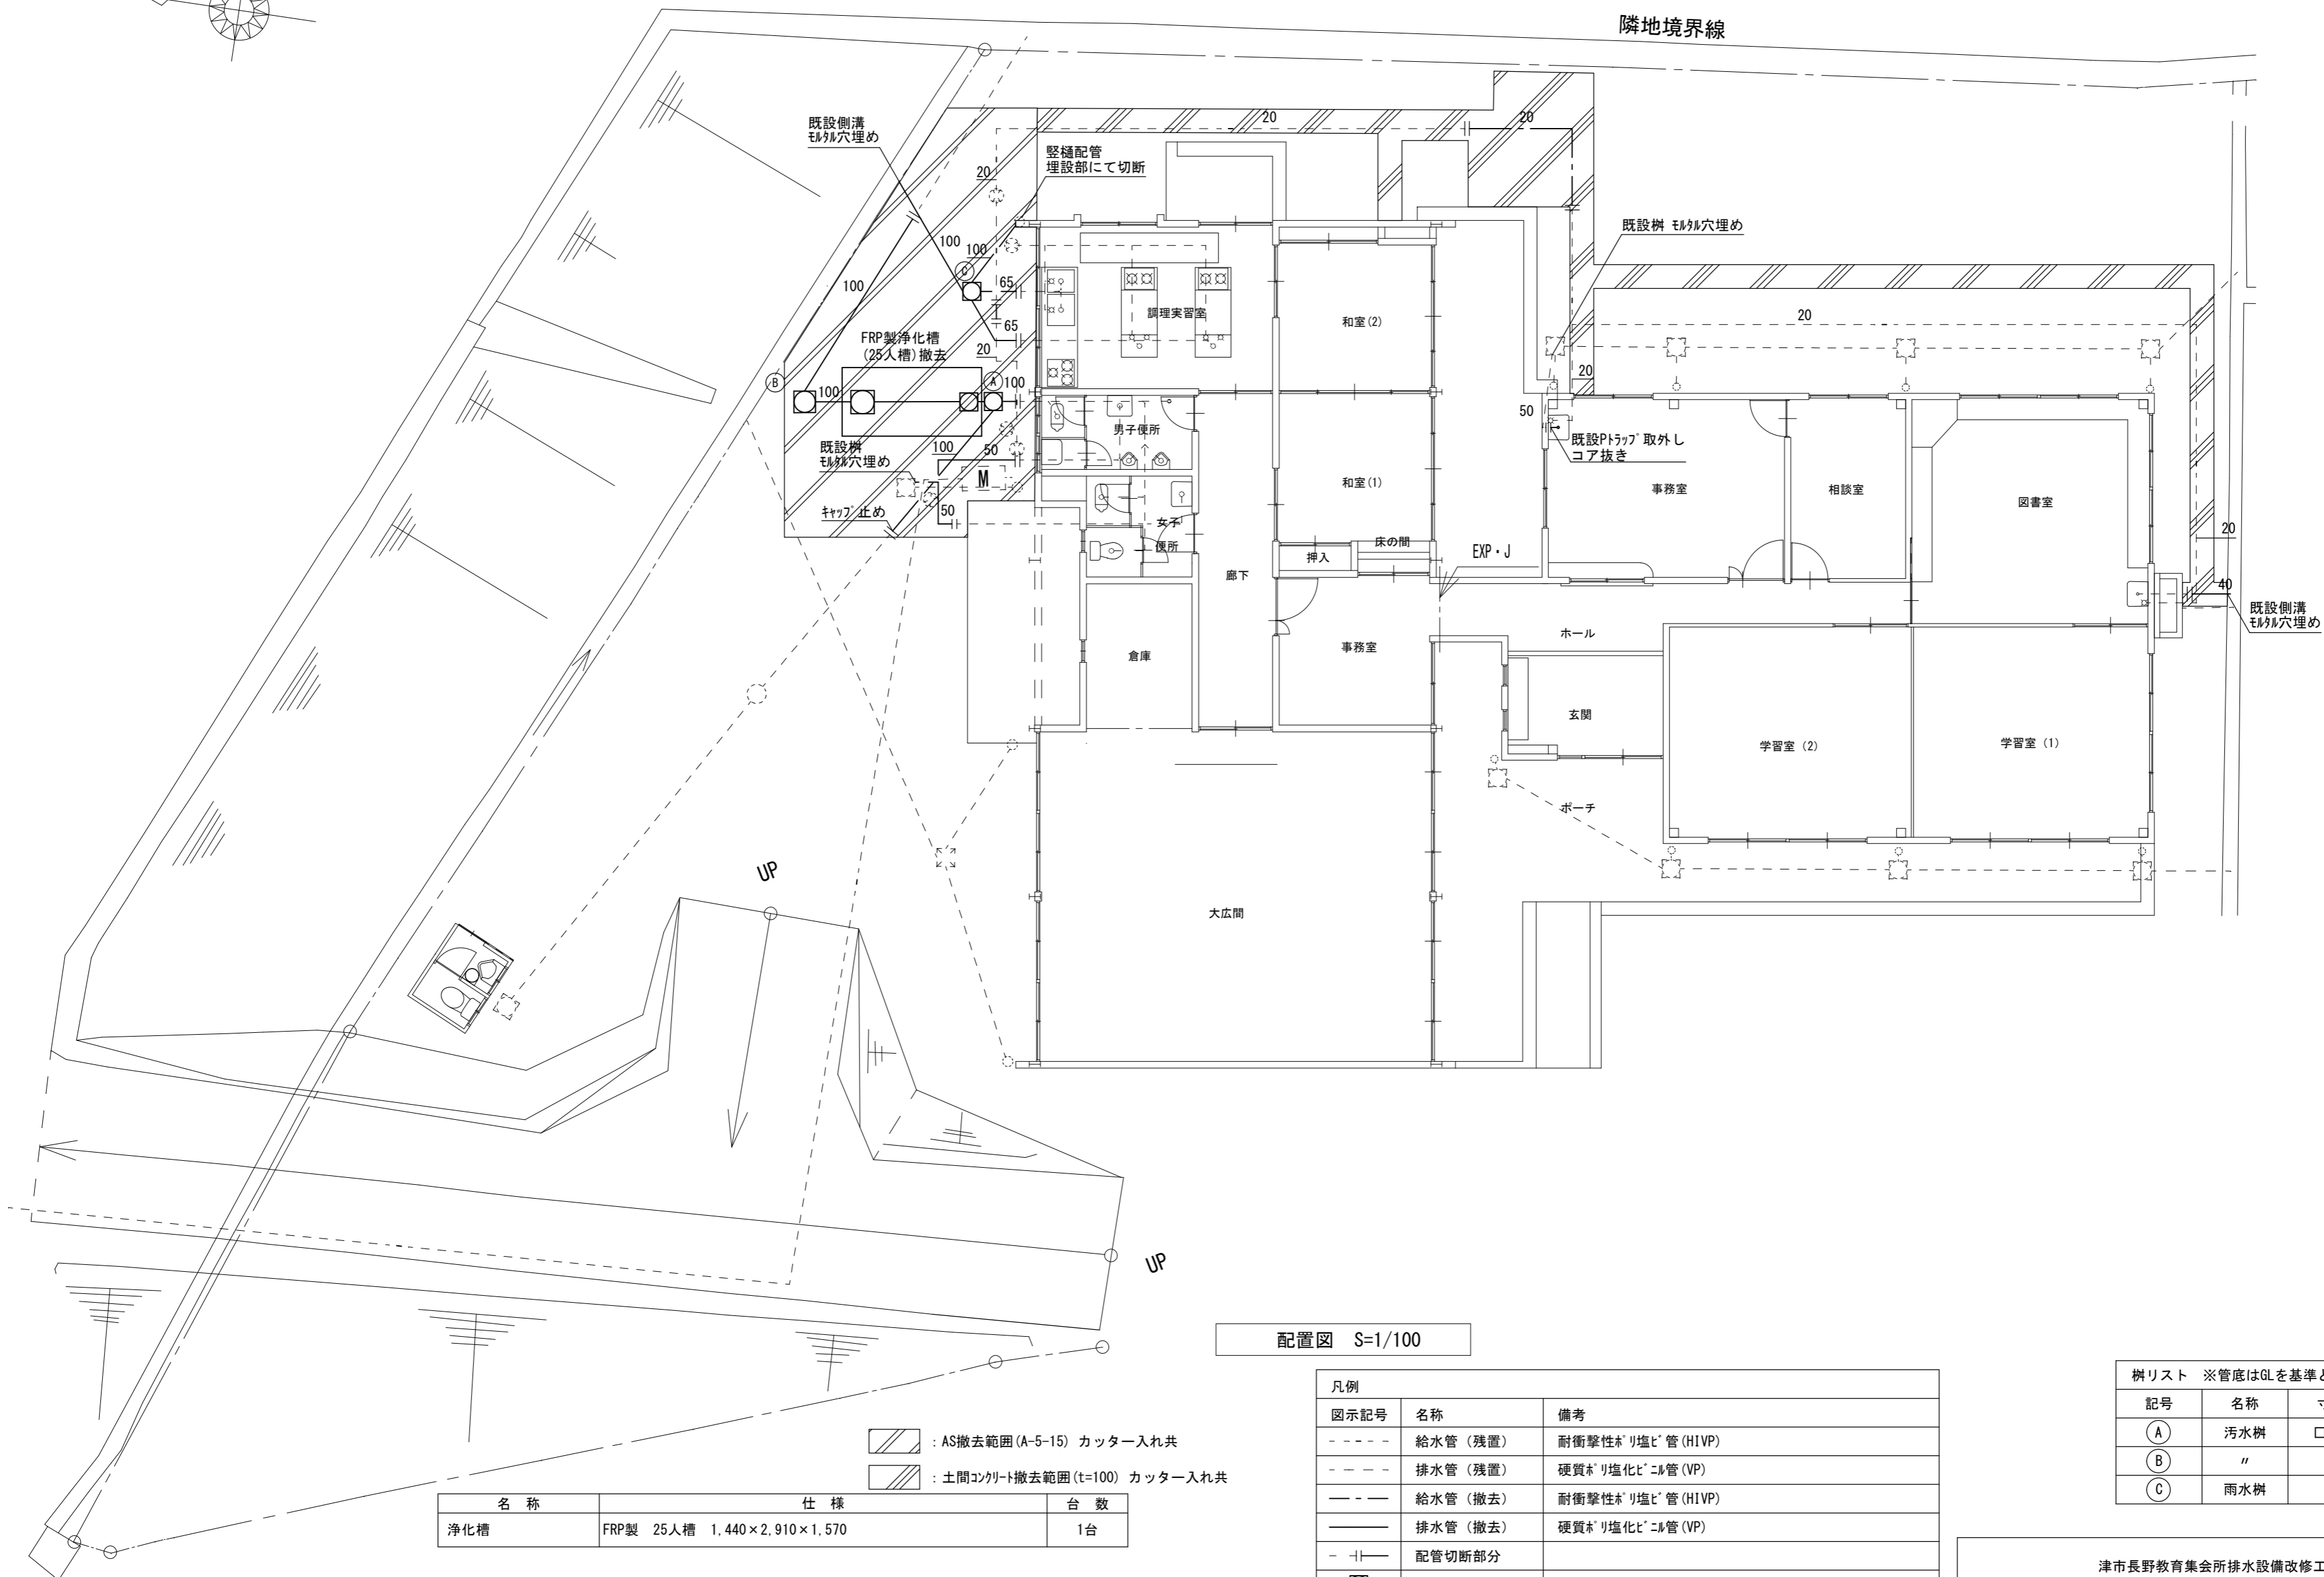 隣地境界線
20
20
既設側溝
ﾓﾙﾀﾙ穴埋め
竪樋配管
埋設部にて切断
20
既設桝 ﾓﾙﾀﾙ穴埋め
100
100
C
100
65
調理実習室
和室(2)
20
65
FRP製浄化槽
(25人槽)撤去
20
B
A
100
100
20
50
男子便所
既設Pﾄﾗｯﾌﾟ取外し
コア抜き
既設桝
ﾓﾙﾀﾙ穴埋め
100
50
M
和室(1)
事務室
相談室
図書室
ｷｬｯﾌﾟ止め
50
女子
便所
床の間
押入
EXP・J
20
廊下
40
既設側溝
ﾓﾙﾀﾙ穴埋め
ホール
倉庫
事務室
玄関
学習室（2）
学習室（1）
ポーチ
UP
大広間
UP
配置図　S=1/100
凡例
図示記号　名称　備考
給水管（残置）　耐衝撃性ﾎﾟﾘ塩ﾋﾞ管(HIVP)
排水管（残置）　硬質ﾎﾟﾘ塩化ﾋﾞﾆﾙ管(VP)
給水管（撤去）　耐衝撃性ﾎﾟﾘ塩ﾋﾞ管(HIVP)
排水管（撤去）　硬質ﾎﾟﾘ塩化ﾋﾞﾆﾙ管(VP)
配管切断部分
：AS撤去範囲(A-5-15) カッター入れ共
：土間ｺﾝｸﾘｰﾄ撤去範囲(t=100) カッター入れ共
名　称　仕　様　台　数
浄化槽　FRP製　25人槽　1,440×2,910×1,570　1台
桝リスト　※管底はGLを基準と
記号　名称
A　汚水桝　□
B　〃
C　雨水桝
津市長野教育集会所排水設備改修工